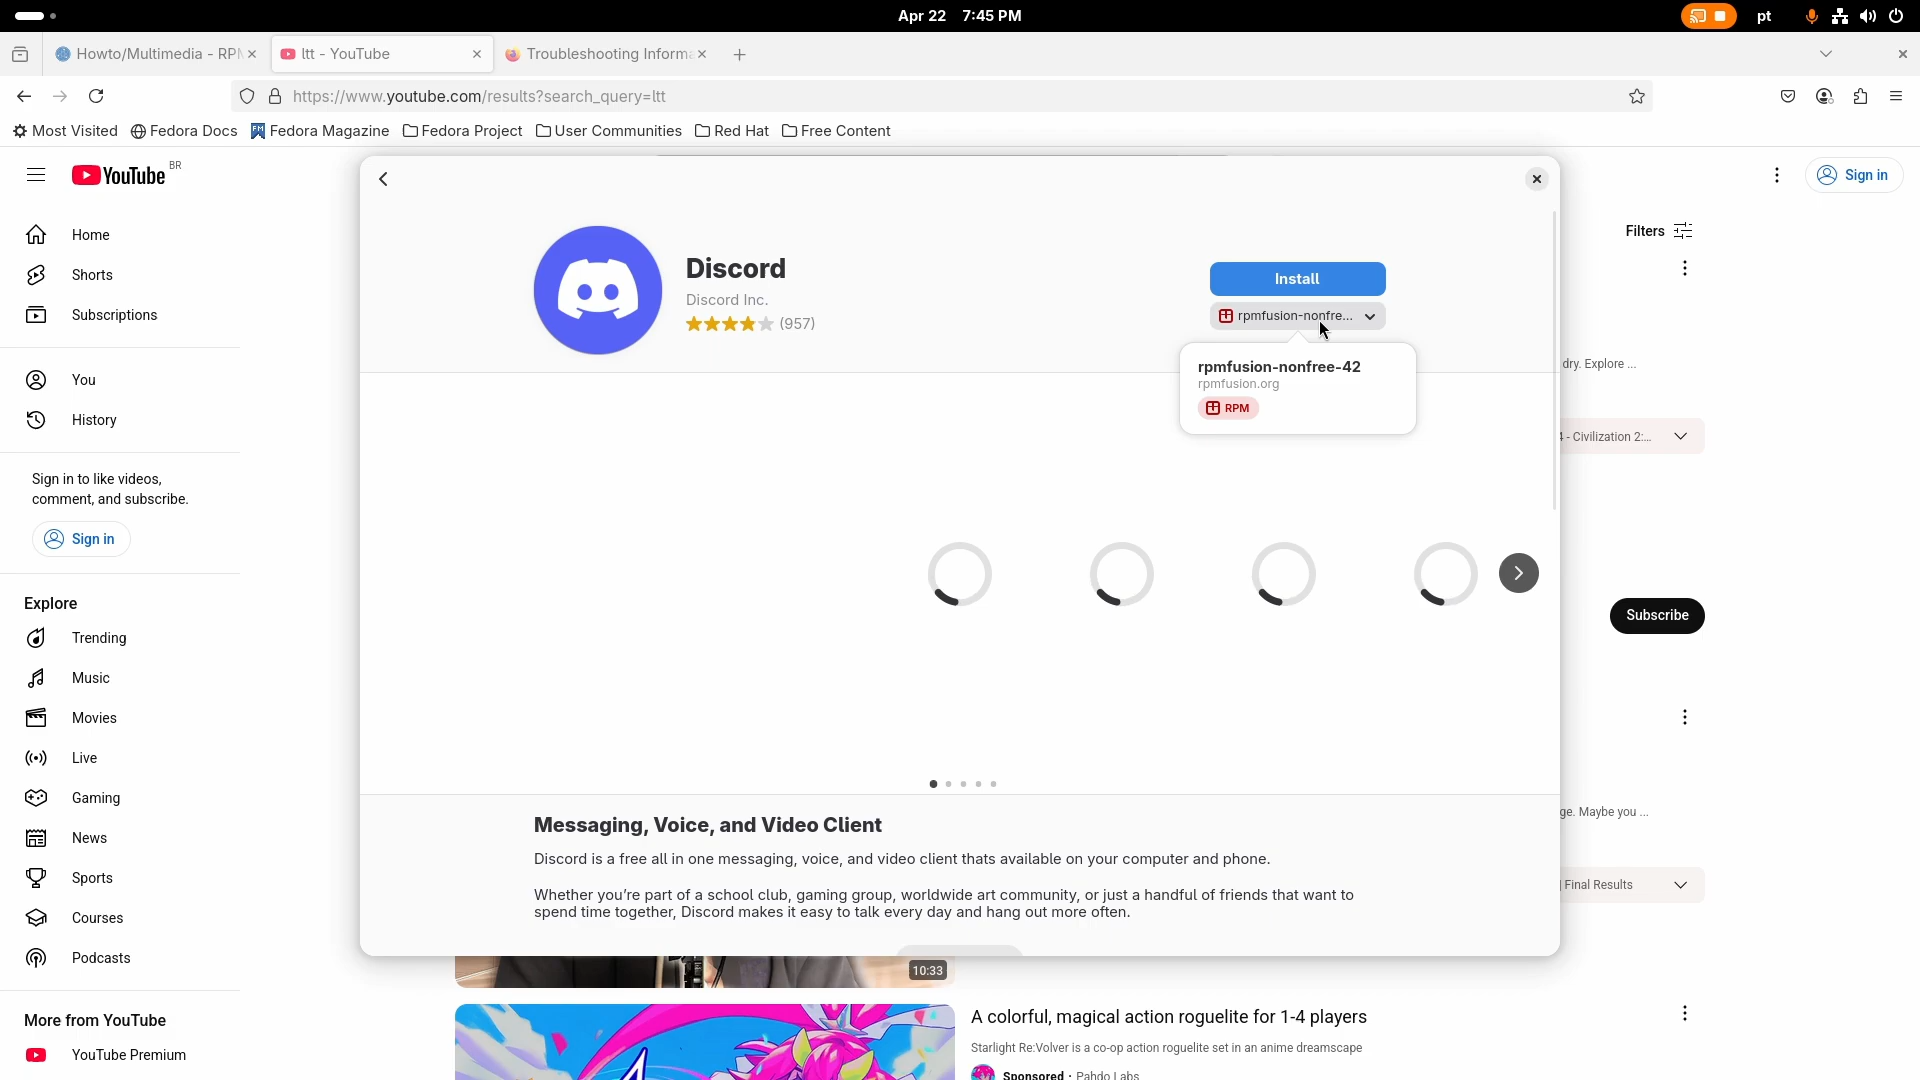 Apr 22 7:45 PM
pt
Howto/Multimedia - RPM
ltt - YouTube
Troubleshooting Informa
https://www.youtube.com/results?search_query=ltt
Most Visited
Fedora Docs
Fedora Magazine
Fedora Project
User Communities
Red Hat
Free Content
YouTube BR
Sign in
Home
Shorts
Subscriptions
You
History
Sign in to like videos,
comment, and subscribe.
Sign in
Explore
Trending
Music
Movies
Live
Gaming
News
Sports
Courses
Podcasts
More from YouTube
YouTube Premium
Discord
Discord Inc.
(957)
Install
rpmfusion-nonfre...
rpmfusion-nonfree-42
rpmfusion.org
RPM
Messaging, Voice, and Video Client
Discord is a free all in one messaging, voice, and video client thats available on your computer and phone.
Whether you’re part of a school club, gaming group, worldwide art community, or just a handful of friends that want to
spend time together, Discord makes it easy to talk every day and hang out more often.
Filters
dry. Explore ...
- Civilization 2:...
Subscribe
ge. Maybe you ...
| Final Results
10:33
A colorful, magical action roguelite for 1-4 players
Starlight Re:Volver is a co-op action roguelite set in an anime dreamscape
Sponsored · Pahdo Labs